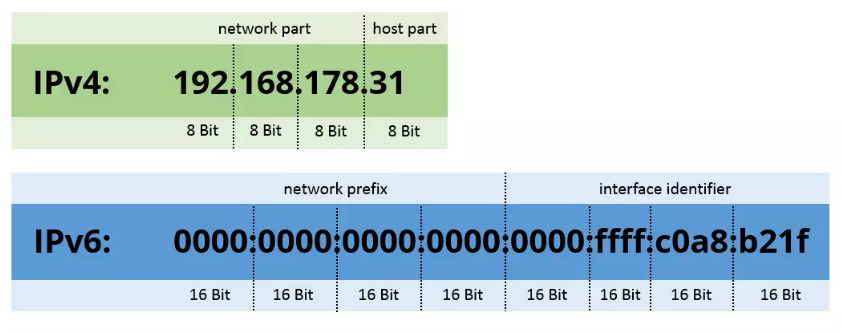 network part host part
IPv4: 192.168.178.31
8 Bit 8 Bit 8 Bit 8 Bit
network prefix interface identifier
IPv6: 0000:0000:0000:0000:0000:ffff:c0a8:b21f
16 Bit 16 Bit 16 Bit 16 Bit 16 Bit 16 Bit 16 Bit 16 Bit